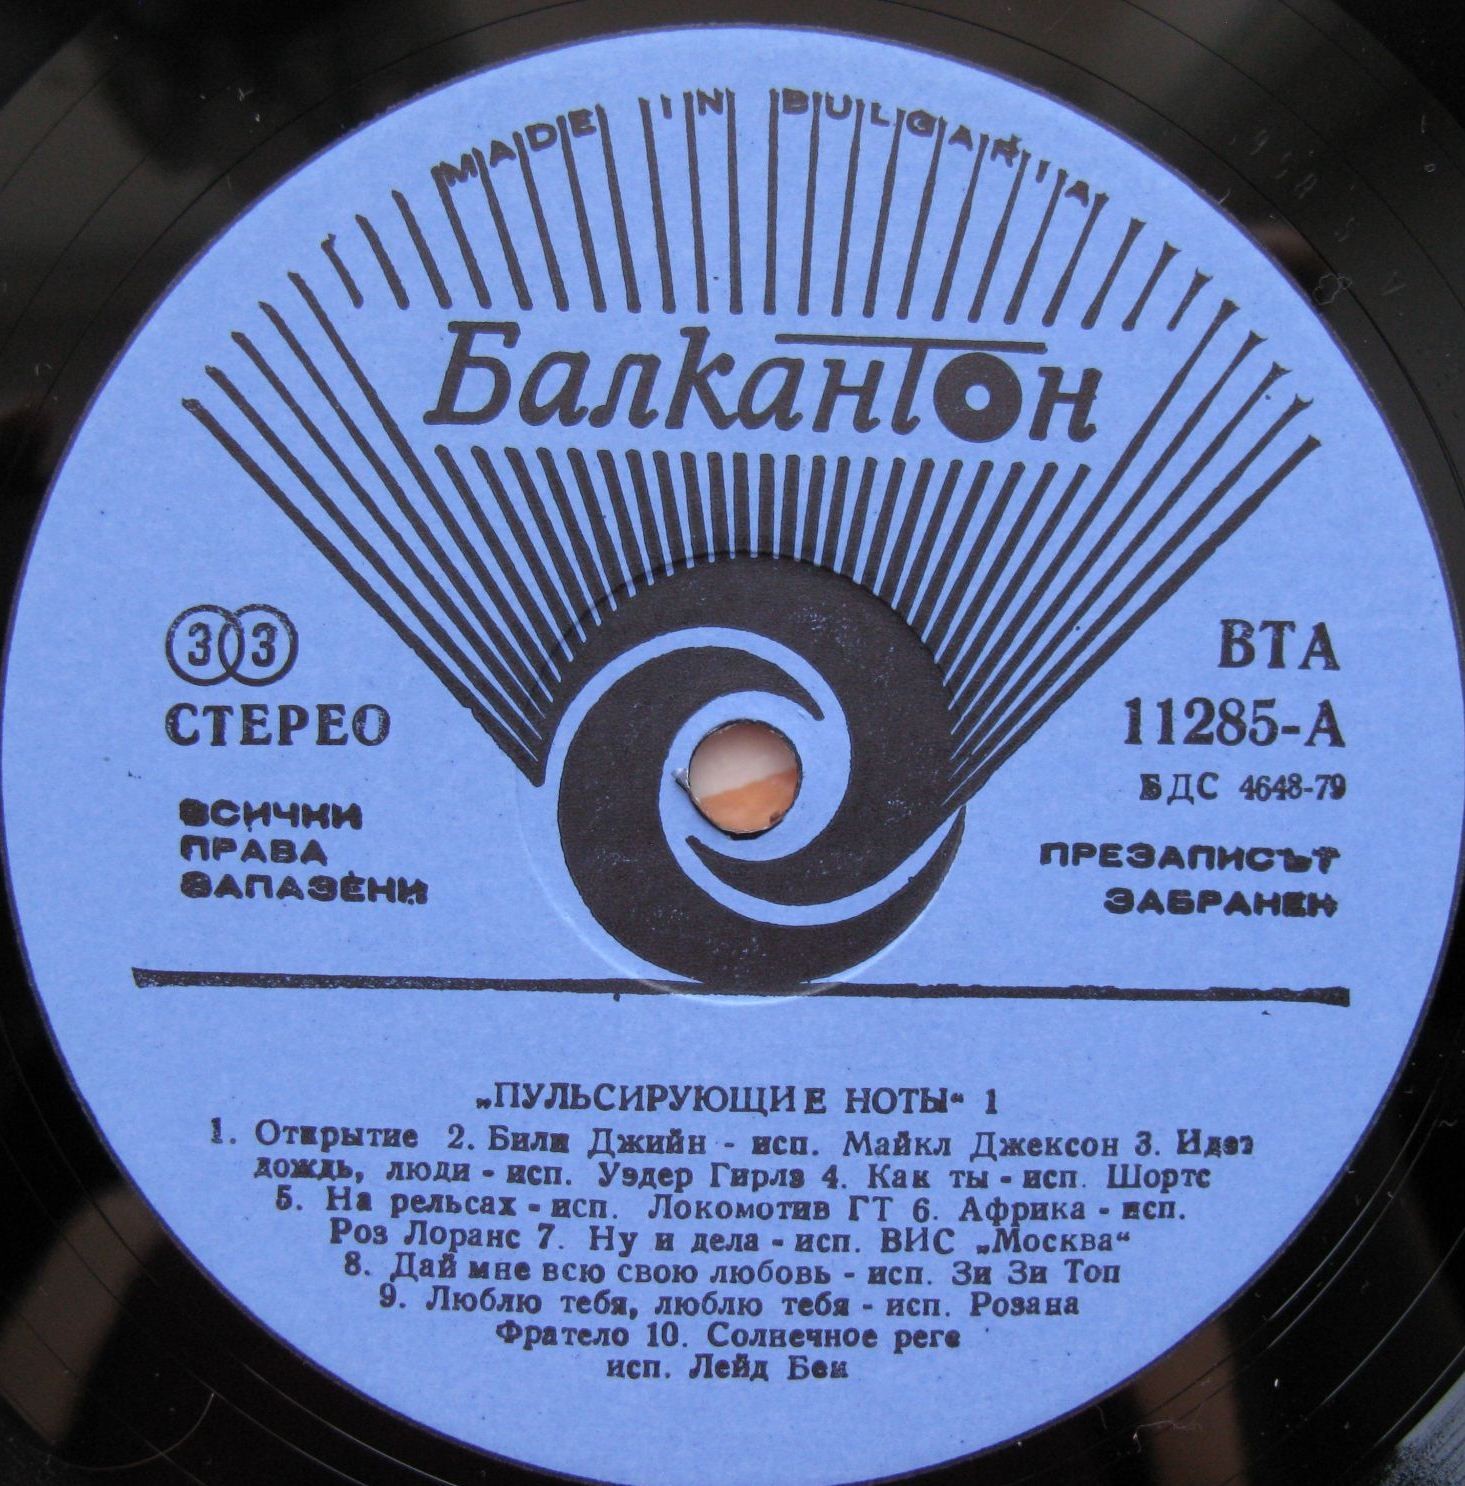 MADE IN BULGARIA
Балкантон
33
СТЕРЕО
ВСИЧКИ
ПРАВА
ЗАПАЗЕНИ
ВТА
11285-А
БДС 4648-79
ПРЕЗАПИСЪТ
ЗАБРАНЕН
„ПУЛЬСИРУЮЩИЕ НОТЫ“ 1
1. Открытие 2. Били Джийн - исп. Майкл Джексон 3. Идет
дождь, люди - исп. Уэдер Гирлз 4. Как ты - исп. Шортс
5. На рельсах - исп. Локомотив ГТ 6. Африка - исп.
Роз Лоранс 7. Ну и дела - исп. ВИС „Москва“
8. Дай мне всю свою любовь - исп. Зи Зи Топ
9. Люблю тебя, люблю тебя - исп. Розана
Фрателло 10. Солнечное реге
исп. Лейд Бек